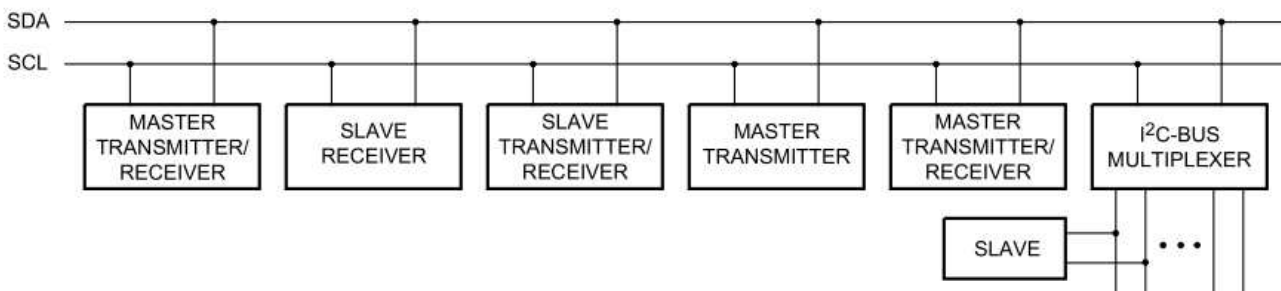 SDA
SCL
MASTER
TRANSMITTER/
RECEIVER
SLAVE
RECEIVER
SLAVE
TRANSMITTER/
RECEIVER
MASTER
TRANSMITTER
MASTER
TRANSMITTER/
RECEIVER
I²C-BUS
MULTIPLEXER
SLAVE